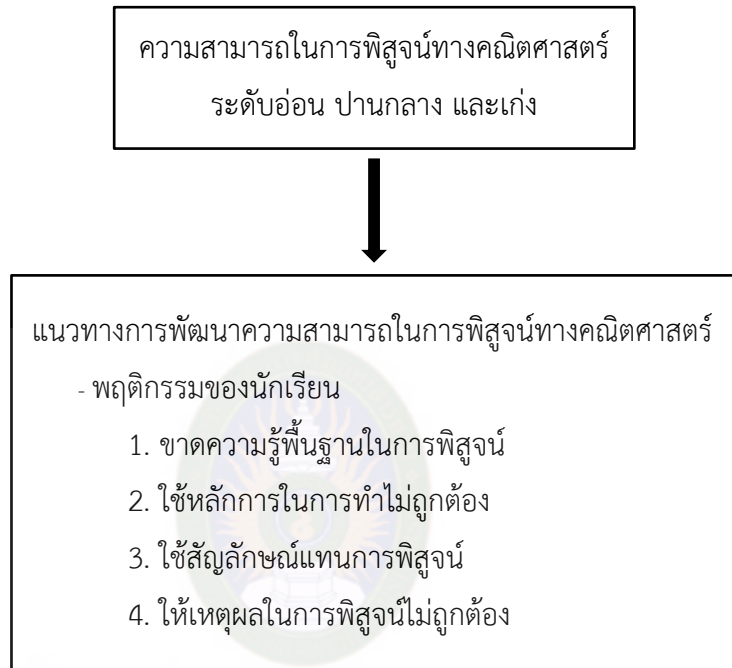 ความสามารถในการพิสูจน์ทางคณิตศาสตร์
ระดับอ่อน ปานกลาง และเก่ง
แนวทางการพัฒนาความสามารถในการพิสูจน์ทางคณิตศาสตร์
- พฤติกรรมของนักเรียน
1. ขาดความรู้พื้นฐานในการพิสูจน์
2. ใช้หลักการในการทำไม่ถูกต้อง
3. ใช้สัญลักษณ์แทนการพิสูจน์
4. ให้เหตุผลในการพิสูจน์ไม่ถูกต้อง